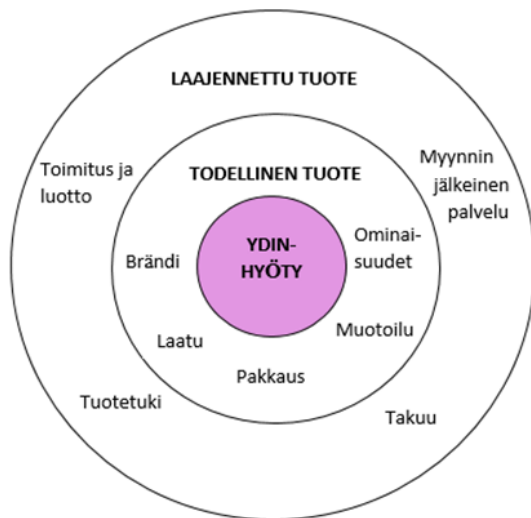 LAAJENNETTU TUOTE
Toimitus ja
luotto
Myynnin
jälkeinen
palvelu
TODELLINEN TUOTE
Brändi
YDIN-
HYÖTY
Ominai-
suudet
Laatu
Muotoilu
Pakkaus
Tuotetuki
Takuu